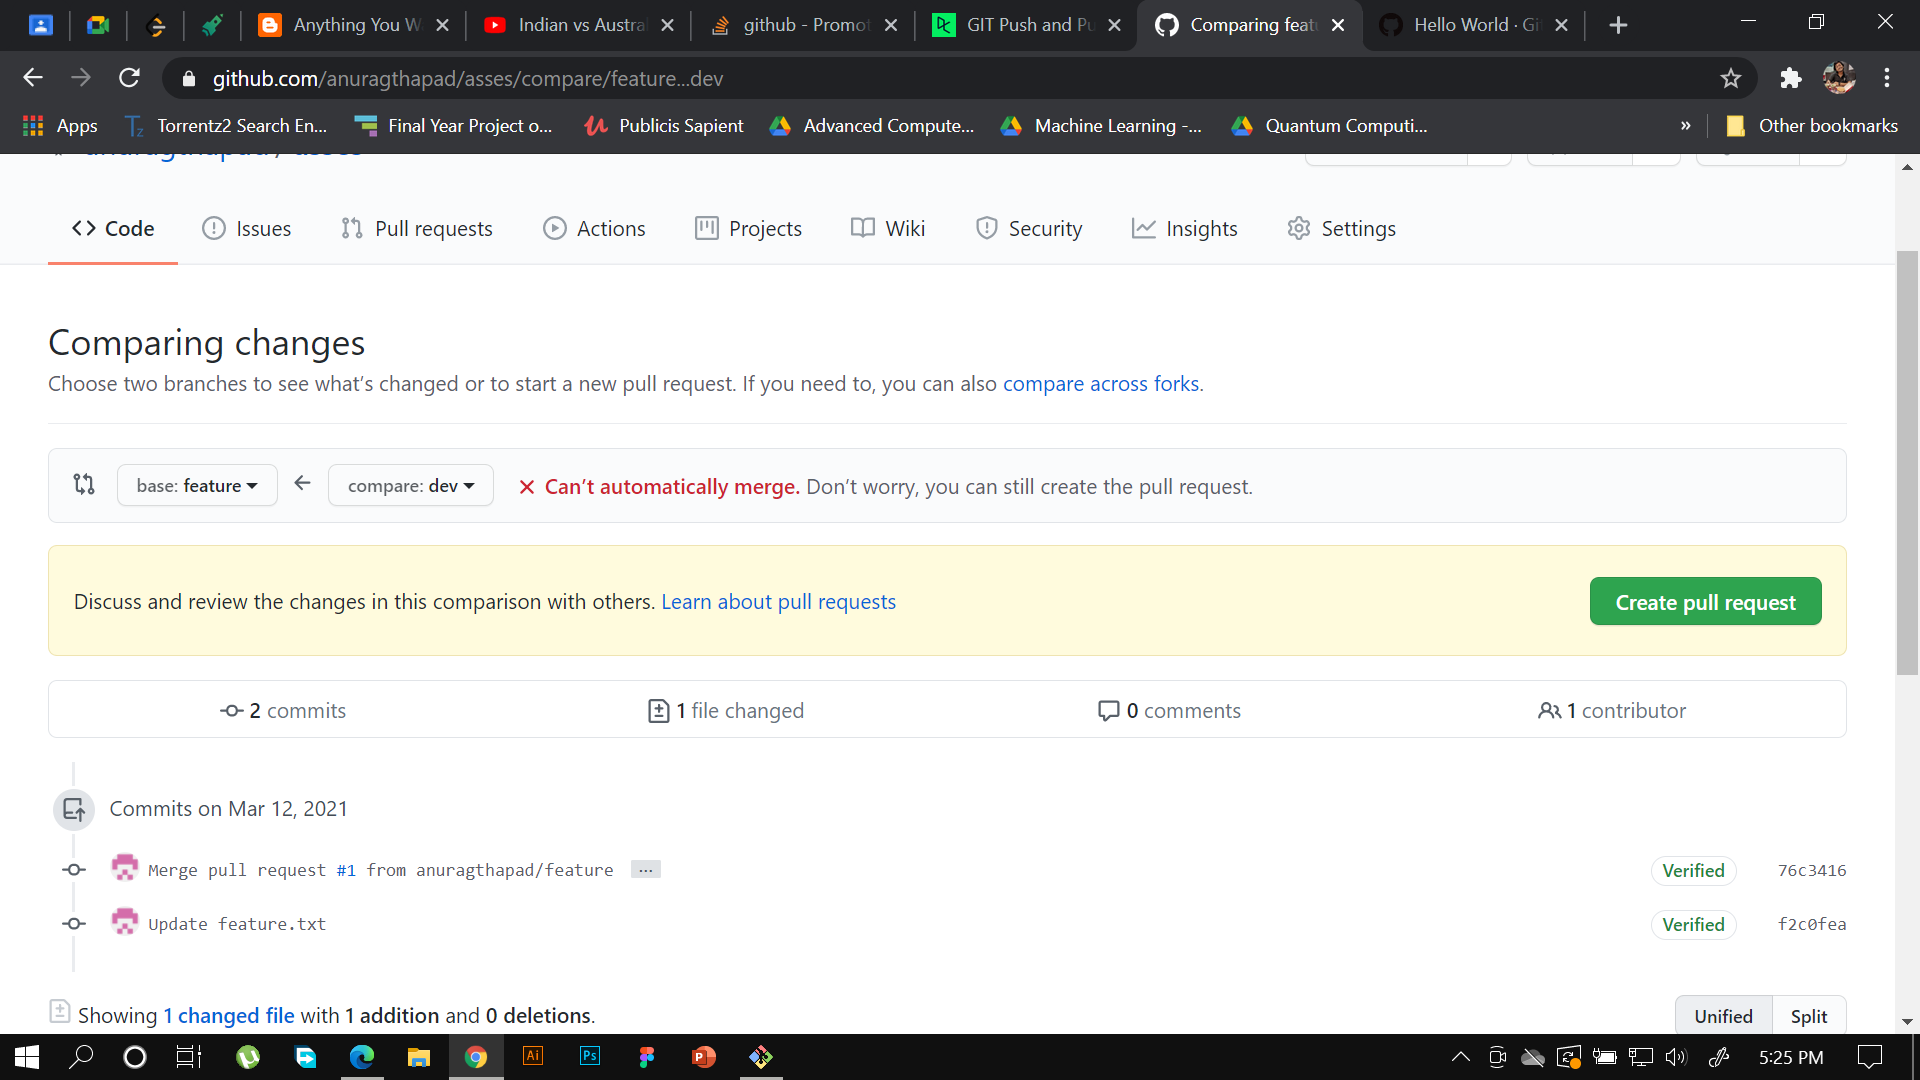 Anything You W
Indian vs Austral
github - Promot
GIT Push and Pu
Comparing featu
Hello World · Git
github.com/anuragthapad/asses/compare/feature...dev
Apps
Torrentz2 Search En...
Final Year Project o...
Publicis Sapient
Advanced Compute...
Machine Learning -...
Quantum Computi...
»
Other bookmarks
anuragthapad / asses
Code
Issues
Pull requests
Actions
Projects
Wiki
Security
Insights
Settings
Comparing changes
Choose two branches to see what's changed or to start a new pull request. If you need to, you can also compare across forks.
base: feature
compare: dev
Can't automatically merge. Don't worry, you can still create the pull request.
Discuss and review the changes in this comparison with others. Learn about pull requests
Create pull request
2 commits
1 file changed
0 comments
1 contributor
Commits on Mar 12, 2021
Merge pull request #1 from anuragthapad/feature ...
Verified
76c3416
Update feature.txt
Verified
f2c0fea
Showing 1 changed file with 1 addition and 0 deletions.
Unified
Split
Ai
Ps
5:25 PM